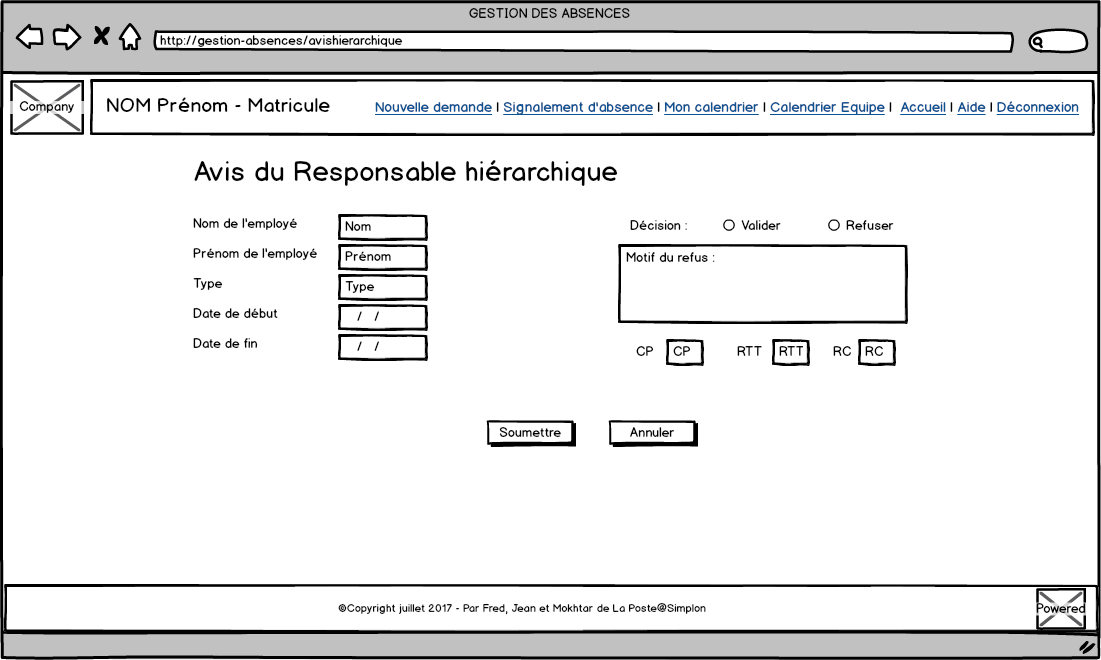 GESTION DES ABSENCES
http://gestion-absences/avishierarchique
Company
NOM Prénom - Matricule
Nouvelle demande | Signalement d'absence | Mon calendrier | Calendrier Equipe | Accueil | Aide | Déconnexion
Avis du Responsable hiérarchique
Nom de l'employé Nom
Prénom de l'employé Prénom
Type Type
Date de début / /
Date de fin / /
Décision : Valider Refuser
Motif du refus :
CP CP RTT RTT RC RC
Soumettre Annuler
©Copyright juillet 2017 - Par Fred, Jean et Mokhtar de La Poste@Simplon
Powered